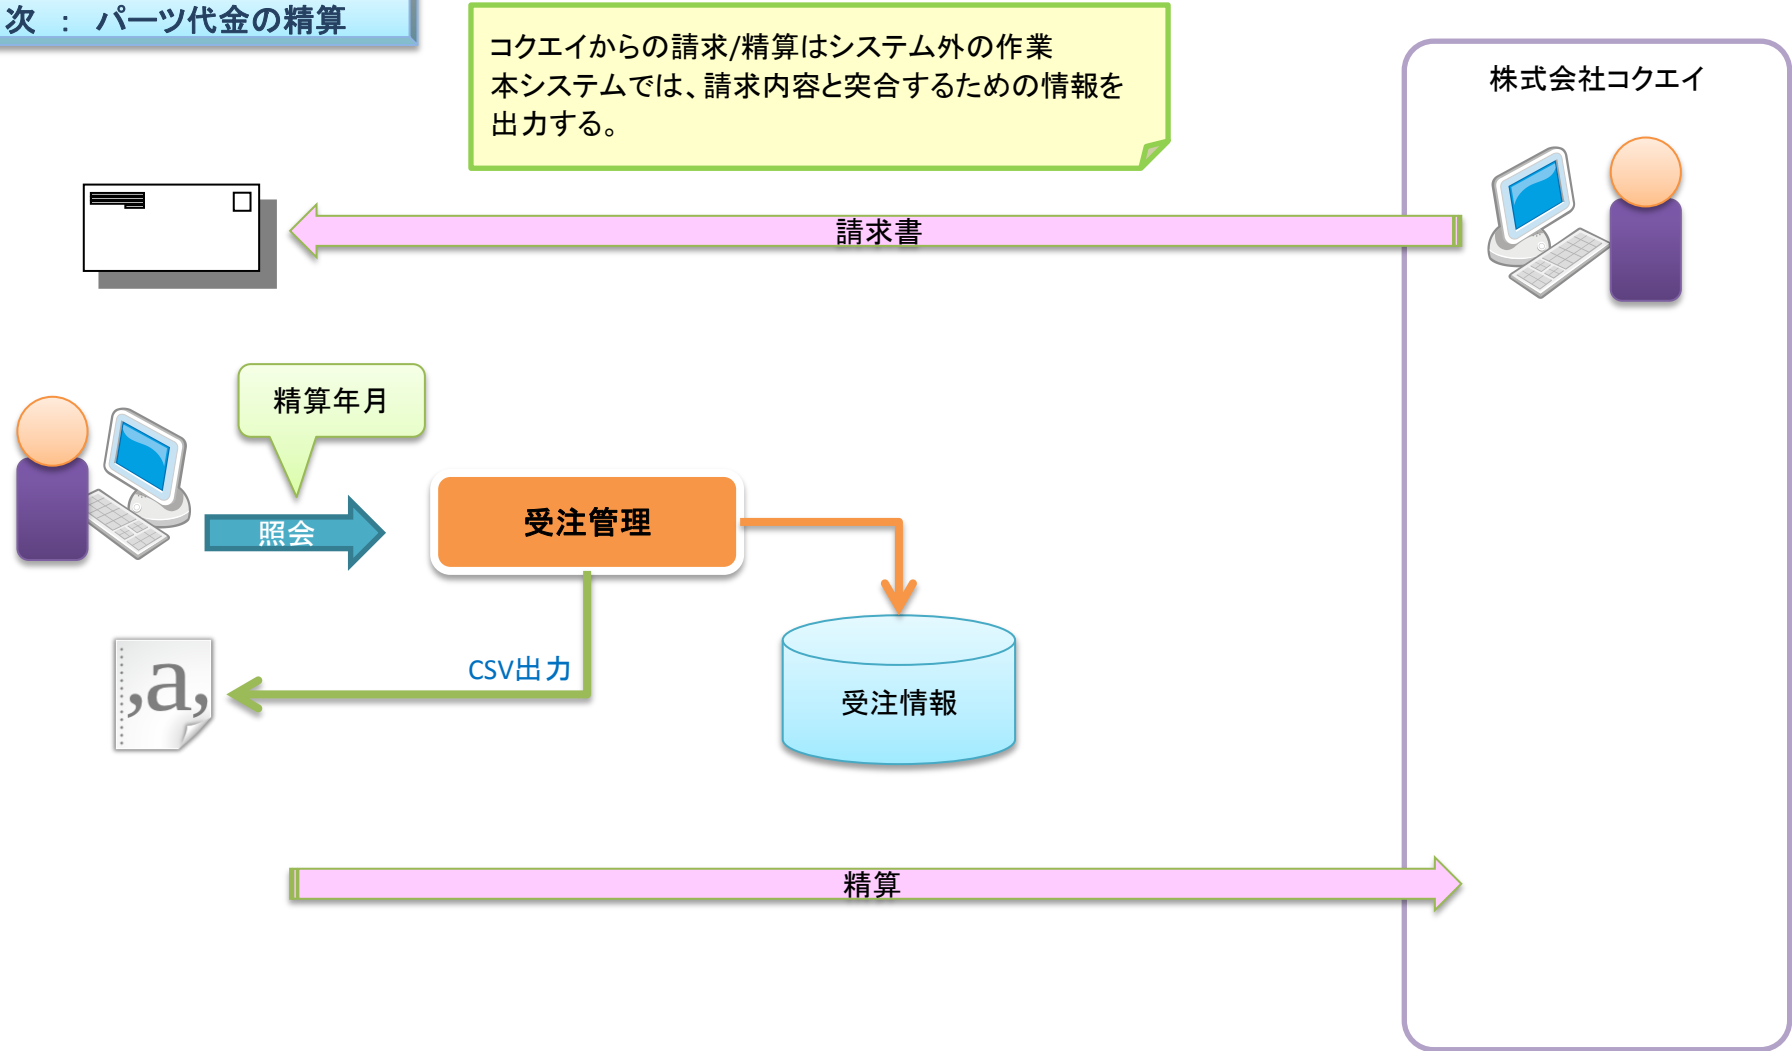 次 : パーツ代金の精算
コクエイからの請求/精算はシステム外の作業
本システムでは、請求内容と突合するための情報を
出力する。
株式会社コクエイ
請求書
精算年月
照会
受注管理
CSV出力
,a,
受注情報
精算